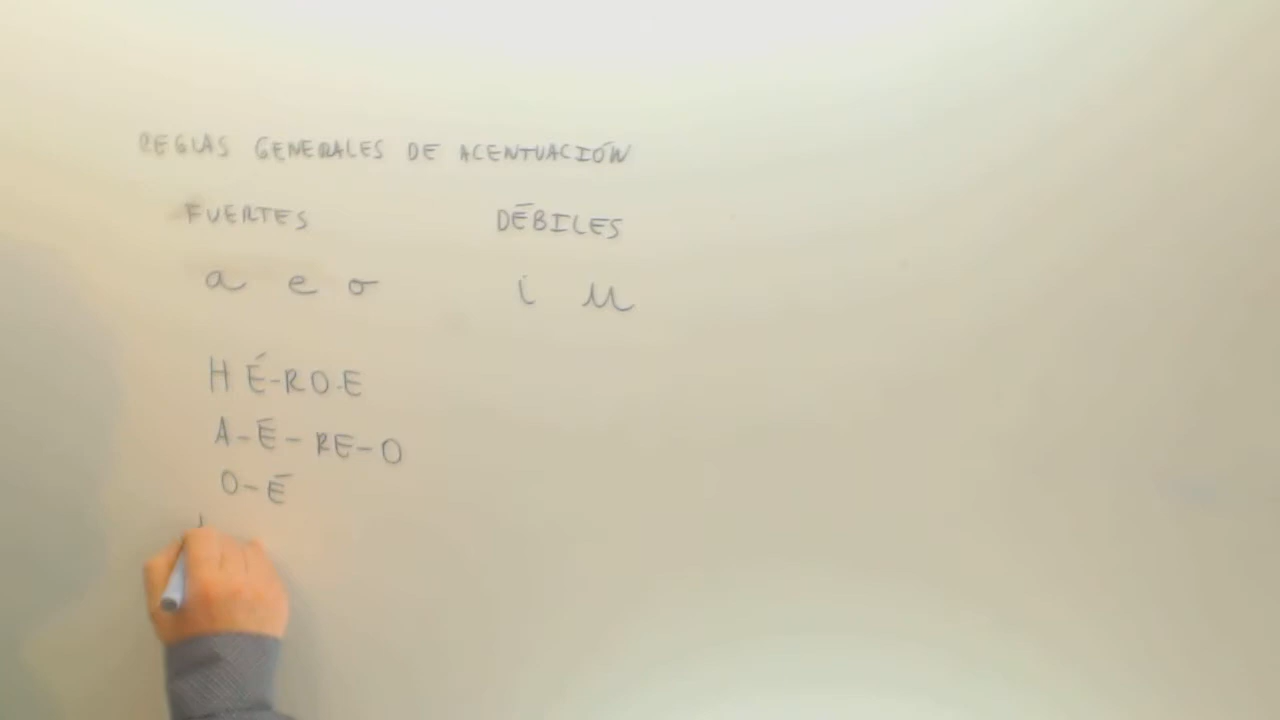 REGLAS GENERALES DE ACENTUACIÓN
FUERTES DÉBILES
a e o i u
HÉ-RO-E
A-É-RE-O
O-É